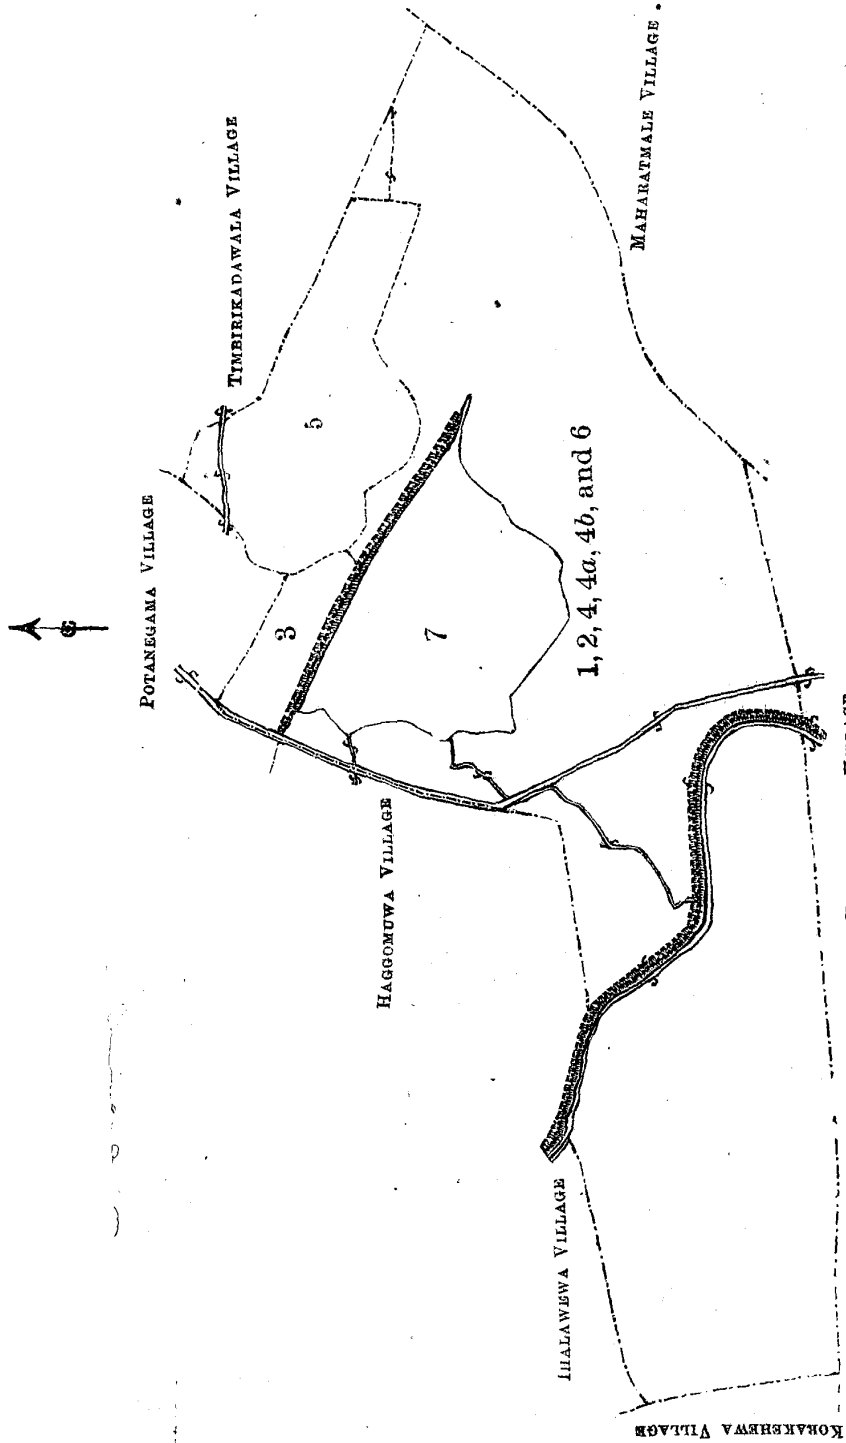 POTANEGAMA VILLAGE
TIMBIRIKADAWALA VILLAGE
HAGGOMUWA VILLAGE
3
5
7
1, 2, 4, 4a, 4b, and 6
IHALAWEWA VILLAGE
MAHARATMALE VILLAGE
KORAKEHEWA VILLAGE